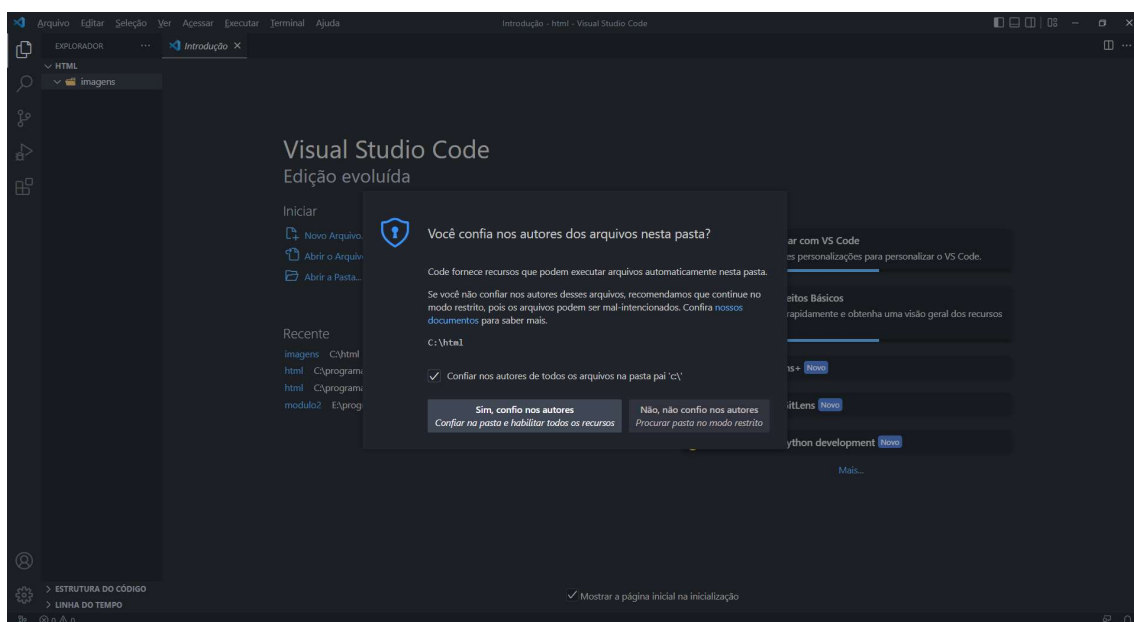 Arquivo Editar Seleção Ver Acessar Executar Terminal Ajuda
Introdução - html - Visual Studio Code
EXPLORADOR
Introdução
HTML
imagens
Visual Studio Code
Edição evoluída
Iniciar
Novo Arquivo...
Abrir o Arquiv
Abrir a Pasta...
Recente
imagens C:\html
html C:\programa
html C:\programa
modulo2 E:\prog
Você confia nos autores dos arquivos nesta pasta?
Code fornece recursos que podem executar arquivos automaticamente nesta pasta.
Se você não confiar nos autores desses arquivos, recomendamos que continue no
modo restrito, pois os arquivos podem ser mal-intencionados. Confira nossos
documentos para saber mais.
C:\html
Confiar nos autores de todos os arquivos na pasta pai 'c:\'
Sim, confio nos autores
Confiar na pasta e habilitar todos os recursos
Não, não confio nos autores
Procurar pasta no modo restrito
ar com VS Code
es personalizações para personalizar o VS Code.
eitos Básicos
rapidamente e obtenha uma visão geral dos recursos
ns+ Novo
GitLens Novo
ython development Novo
Mais...
Mostrar a página inicial na inicialização
ESTRUTURA DO CÓDIGO
LINHA DO TEMPO
0 0